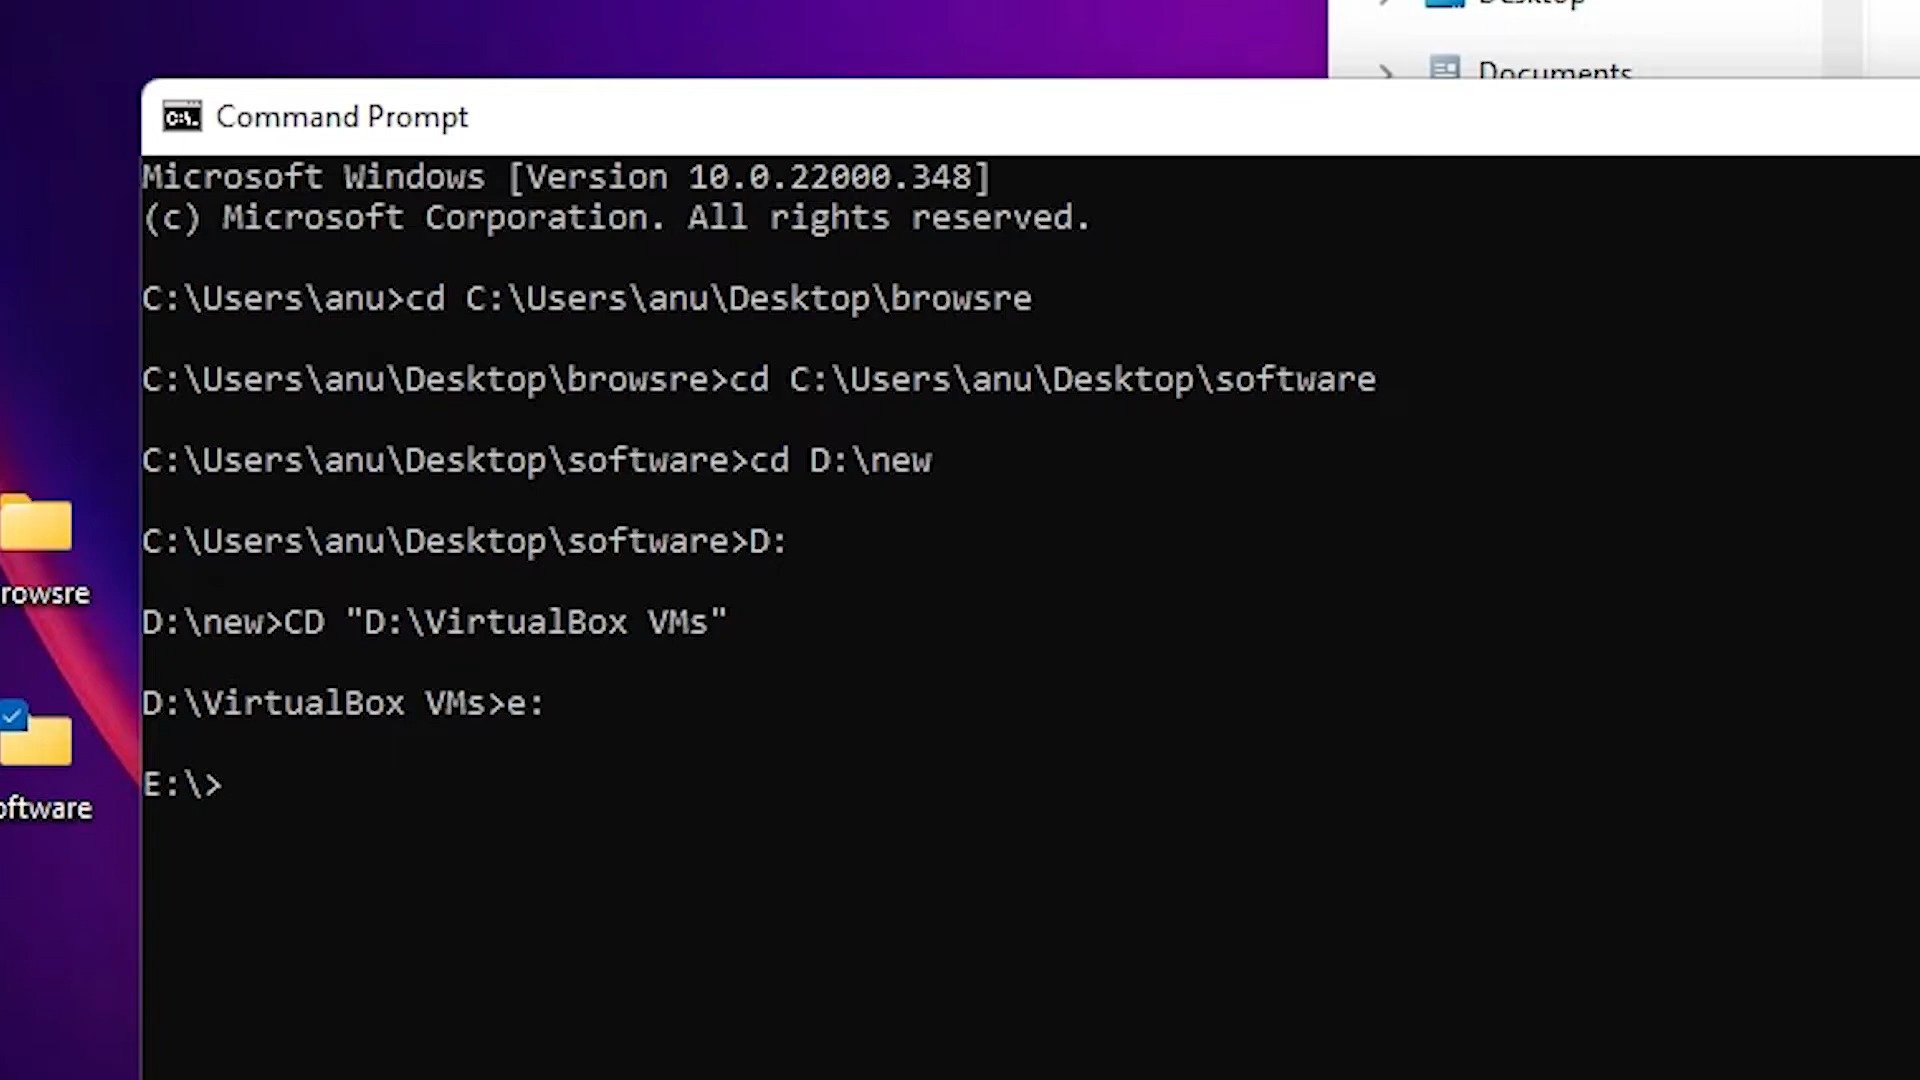 Desktop
Documents
Command Prompt
Microsoft Windows [Version 10.0.22000.348]
(c) Microsoft Corporation. All rights reserved.
C:\Users\anu>cd C:\Users\anu\Desktop\browsre
C:\Users\anu\Desktop\browsre>cd C:\Users\anu\Desktop\software
C:\Users\anu\Desktop\software>cd D:\new
C:\Users\anu\Desktop\software>D:
D:\new>CD "D:\VirtualBox VMs"
D:\VirtualBox VMs>e:
E:\>
rowsre
oftware